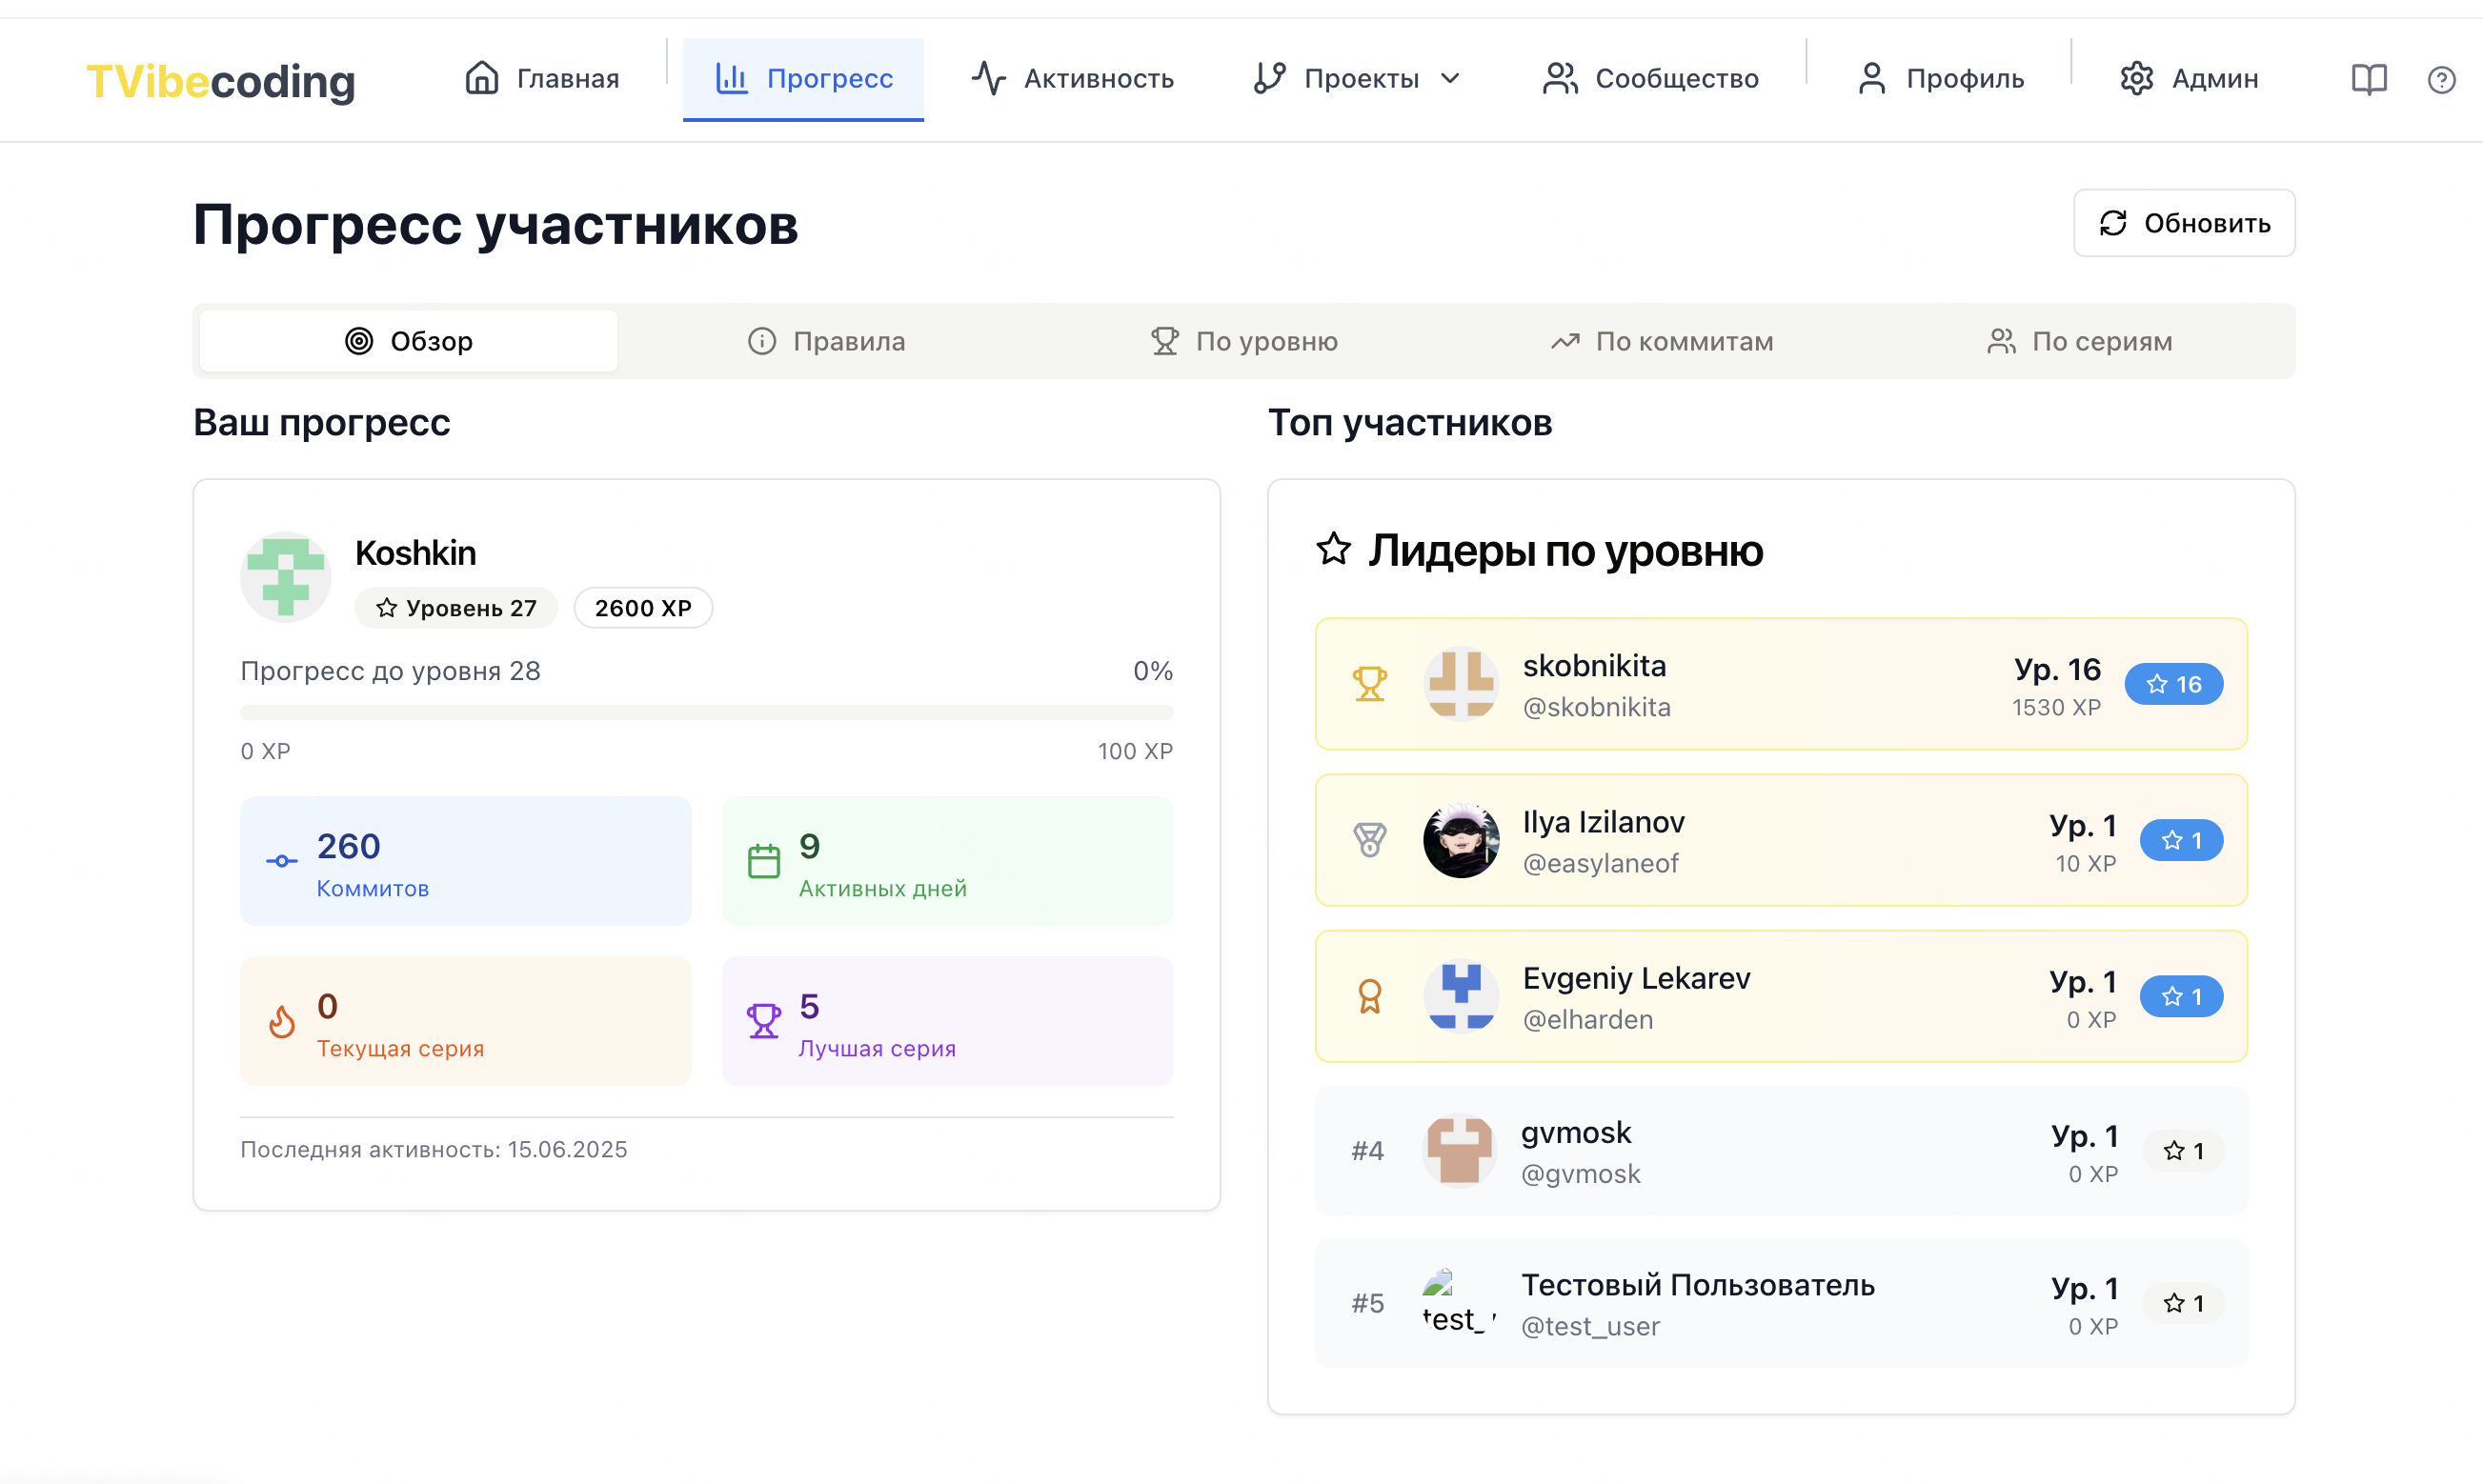 TVibecoding
Главная
Прогресс
Активность
Проекты
Сообщество
Профиль
Админ
Прогресс участников
Обновить
Обзор
Правила
По уровню
По коммитам
По сериям
Ваш прогресс
Koshkin
Уровень 27
2600 XP
Прогресс до уровня 28
0%
0 XP
100 XP
260
Коммитов
9
Активных дней
0
Текущая серия
5
Лучшая серия
Последняя активность: 15.06.2025
Топ участников
Лидеры по уровню
skobnikita
@skobnikita
Ур. 16
1530 XP
16
Ilya Izilanov
@easylaneof
Ур. 1
10 XP
1
Evgeniy Lekarev
@elharden
Ур. 1
0 XP
1
#4
gvmosk
@gvmosk
Ур. 1
0 XP
1
#5
test_
Тестовый Пользователь
@test_user
Ур. 1
0 XP
1